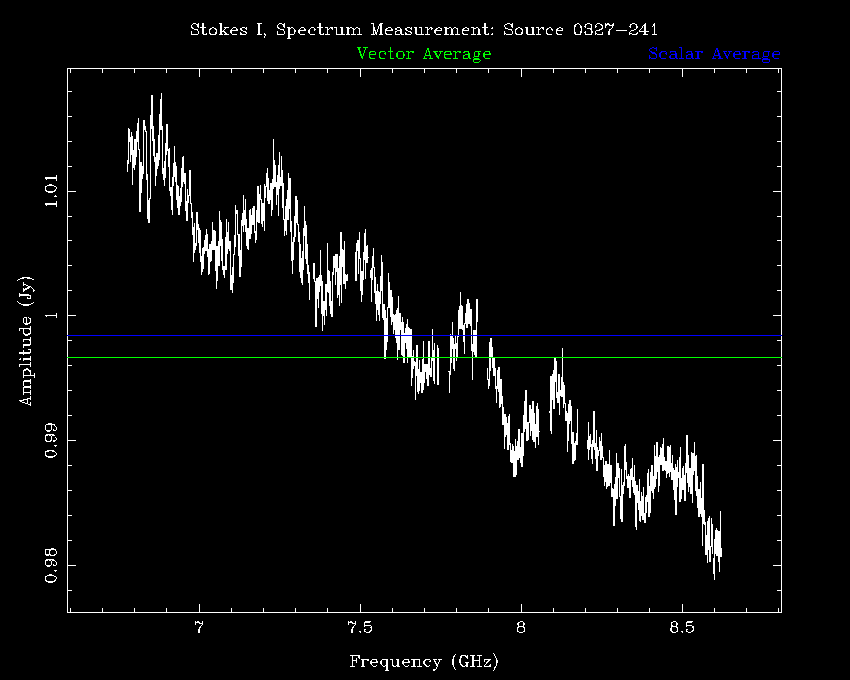 Stokes I, Spectrum Measurement: Source 0327−241
Vector Average Scalar Average
1.01
1
0.99
0.98
Amplitude (Jy)
7 7.5 8 8.5
Frequency (GHz)